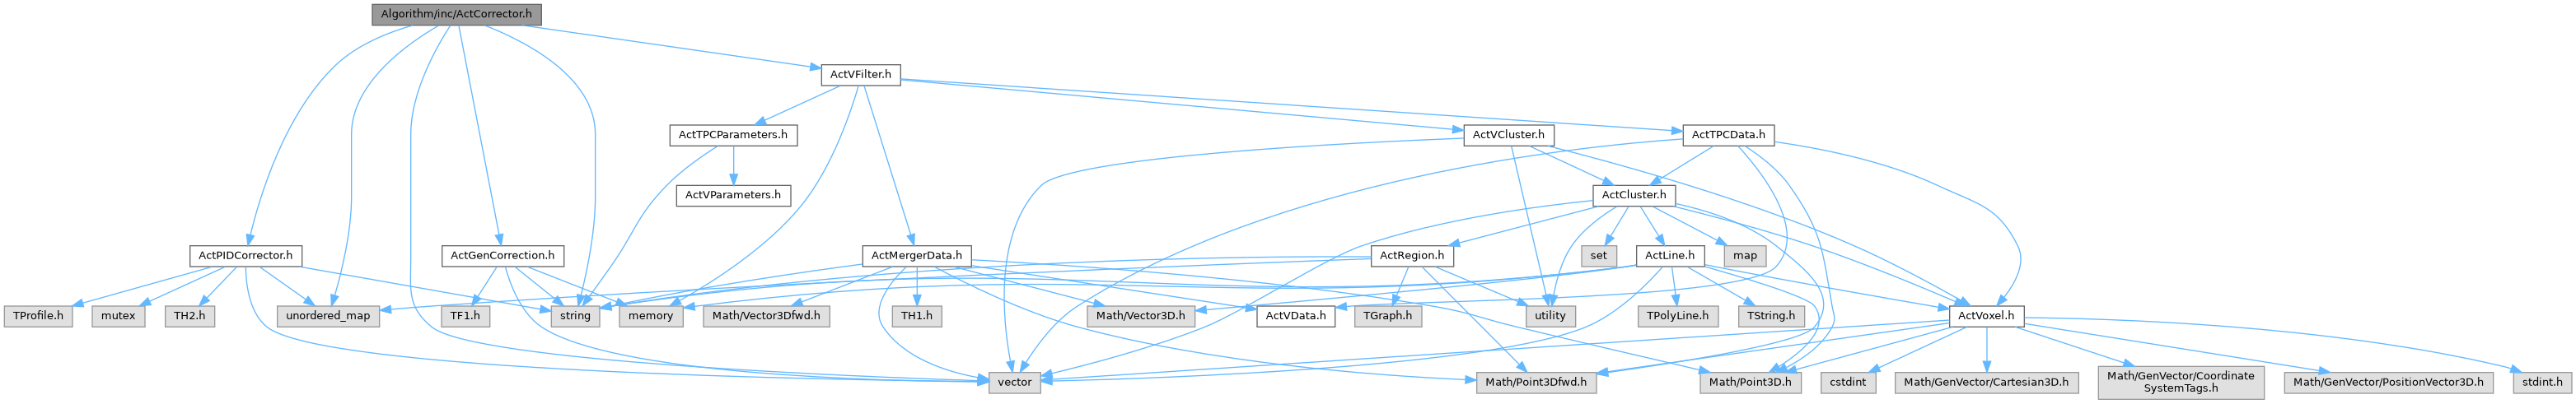 Algorithm/inc/ActCorrector.h
ActVFilter.h
ActTPCParameters.h
ActVCluster.h
ActTPCData.h
ActVParameters.h
ActCluster.h
ActPIDCorrector.h
ActGenCorrection.h
ActMergerData.h
ActRegion.h
set
ActLine.h
map
TProfile.h
mutex
TH2.h
unordered_map
TF1.h
string
memory
Math/Vector3Dfwd.h
TH1.h
Math/Vector3D.h
ActVData.h
TGraph.h
utility
TPolyLine.h
TString.h
ActVoxel.h
vector
Math/Point3Dfwd.h
Math/Point3D.h
cstdint
Math/GenVector/Cartesian3D.h
Math/GenVector/Coordinate
SystemTags.h
Math/GenVector/PositionVector3D.h
stdint.h